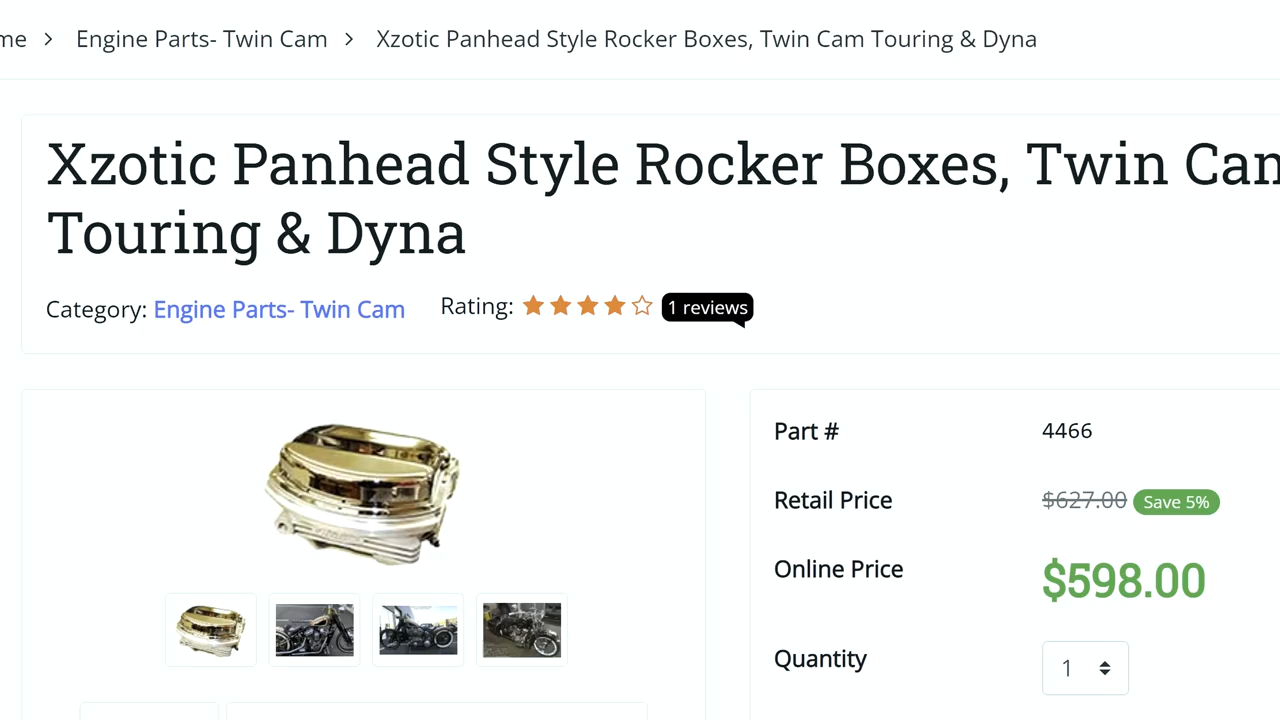 me > Engine Parts- Twin Cam > Xzotic Panhead Style Rocker Boxes, Twin Cam Touring & Dyna
Xzotic Panhead Style Rocker Boxes, Twin Cam
Touring & Dyna
Category: Engine Parts- Twin Cam Rating: 1 reviews
Part # 4466
Retail Price $627.00 Save 5%
Online Price $598.00
Quantity 1